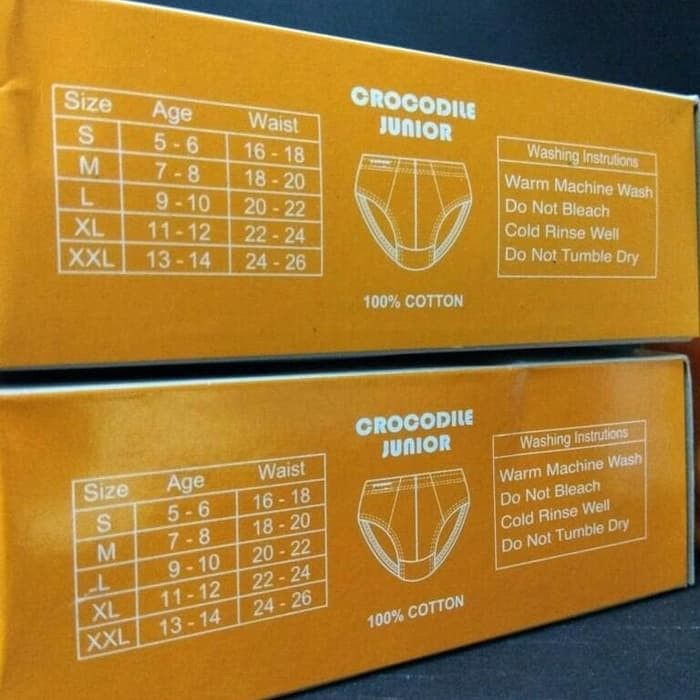 Size Age Waist
S 5 - 6 16 - 18
M 7 - 8 18 - 20
L 9 - 10 20 - 22
XL 11 - 12 22 - 24
XXL 13 - 14 24 - 26
CROCODILE
JUNIOR
100% COTTON
Washing Instrutions
Warm Machine Wash
Do Not Bleach
Cold Rinse Well
Do Not Tumble Dry
Size Age Waist
S 5 - 6 16 - 18
M 7 - 8 18 - 20
L 9 - 10 20 - 22
XL 11 - 12 22 - 24
XXL 13 - 14 24 - 26
CROCODILE
JUNIOR
100% COTTON
Washing Instrutions
Warm Machine Wash
Do Not Bleach
Cold Rinse Well
Do Not Tumble Dry